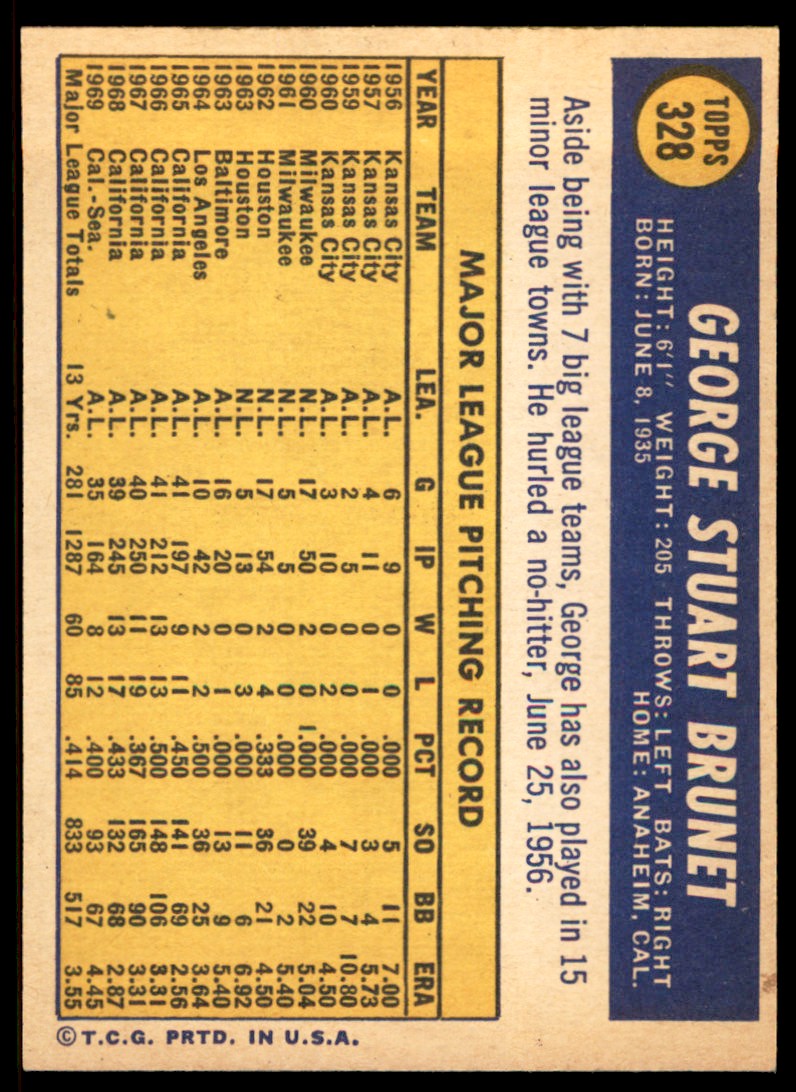 TOPPS
328
GEORGE STUART BRUNET
HEIGHT: 6'1" WEIGHT: 205 THROWS: LEFT BATS: RIGHT
BORN: JUNE 8, 1935 HOME: ANAHEIM, CAL.
Aside being with 7 big league teams, George has also played in 15
minor league towns. He hurled a no-hitter, June 25, 1956.
MAJOR LEAGUE PITCHING RECORD
YEAR TEAM LEA. G IP W L PCT SO BB ERA
1956 Kansas City A.L. 6 9 0 0 .000 5 11 7.00
1957 Kansas City A.L. 4 11 0 1 .000 3 4 5.73
1959 Kansas City A.L. 2 5 0 0 .000 7 7 10.80
1960 Kansas City A.L. 3 10 0 2 .000 4 10 4.50
1960 Milwaukee N.L. 17 50 2 0 1.000 39 22 5.04
1961 Milwaukee N.L. 5 5 0 0 .000 0 2 5.40
1962 Houston N.L. 17 54 2 4 .333 36 21 4.50
1963 Houston N.L. 5 13 0 3 .000 11 6 6.92
1963 Baltimore A.L. 16 20 0 1 .000 13 9 5.40
1964 Los Angeles A.L. 10 42 2 2 .500 36 25 3.64
1965 California A.L. 41 197 9 11 .450 141 69 2.56
1966 California A.L. 41 212 13 13 .500 148 106 3.31
1967 California A.L. 40 250 11 19 .367 165 90 3.31
1968 California A.L. 39 245 13 17 .433 132 68 2.87
1969 Cal.-Sea. A.L. 35 164 8 12 .400 93 67 4.45
Major League Totals 13 Yrs. 281 1287 60 85 .414 833 517 3.55
© T.C.G. PRTD. IN U.S.A.